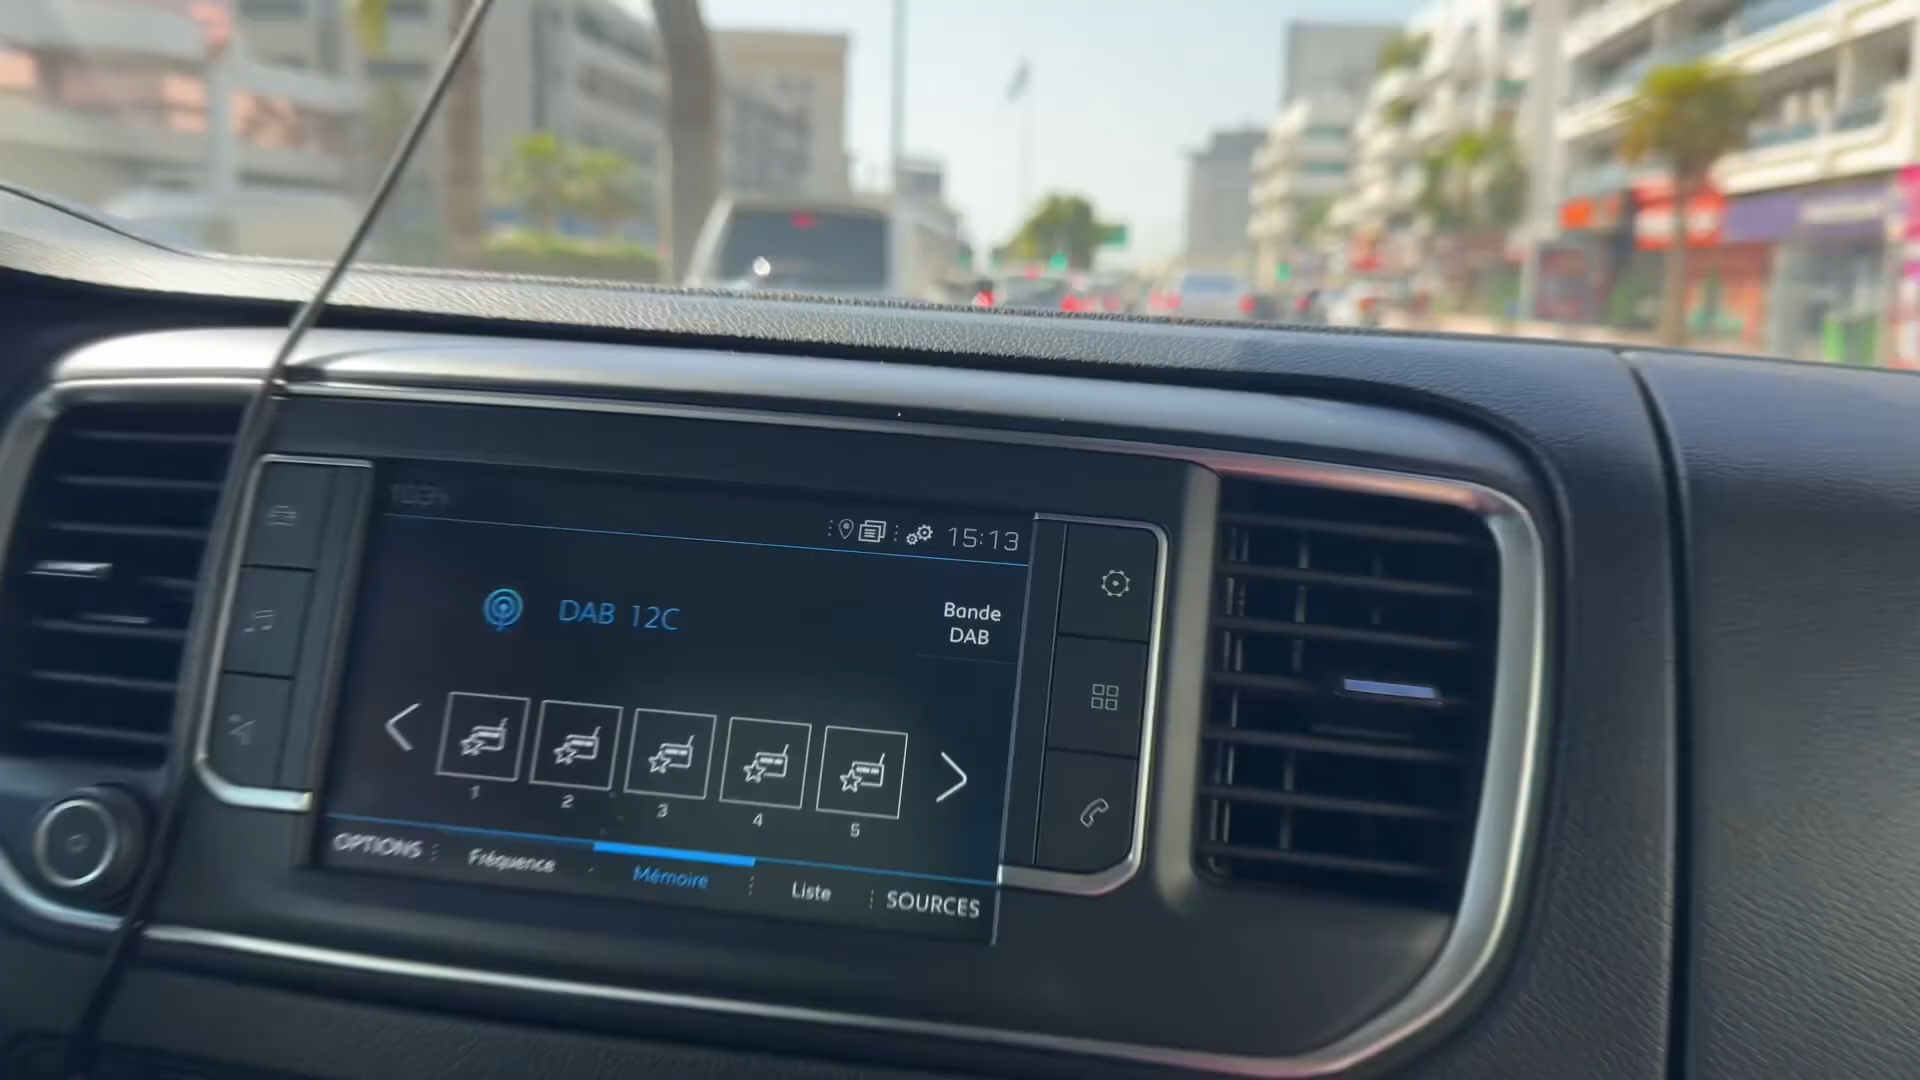 15:13
DAB 12C
Bande
DAB
1
2
3
4
5
OPTIONS
Fréquence
Mémoire
Liste
SOURCES